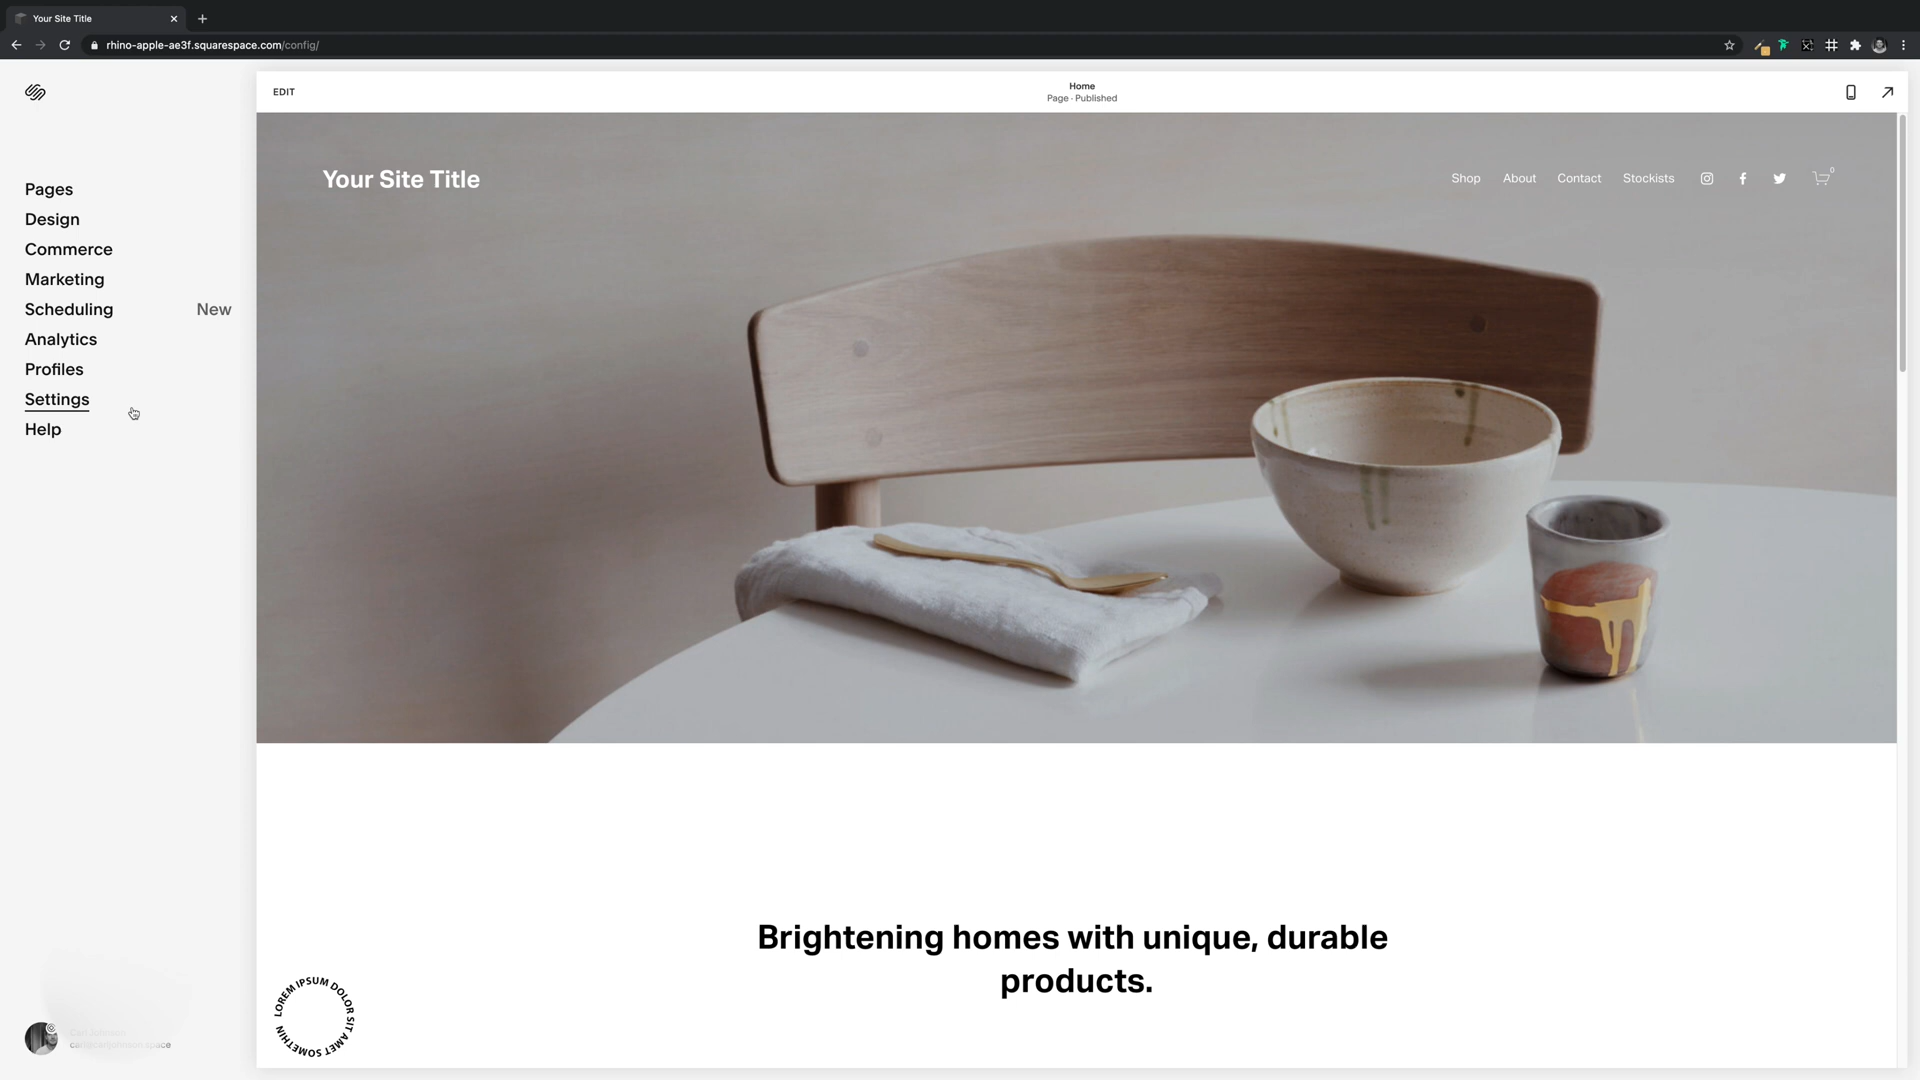 Your Site Title
rhino-apple-ae3f.squarespace.com/config/
EDIT
Home
Page · Published
Pages
Design
Commerce
Marketing
Scheduling New
Analytics
Profiles
Settings
Help
Your Site Title
Shop About Contact Stockists
0
Brightening homes with unique, durable
products.
LOREM IPSUM DOLOR SIT AMET SOMETHIN